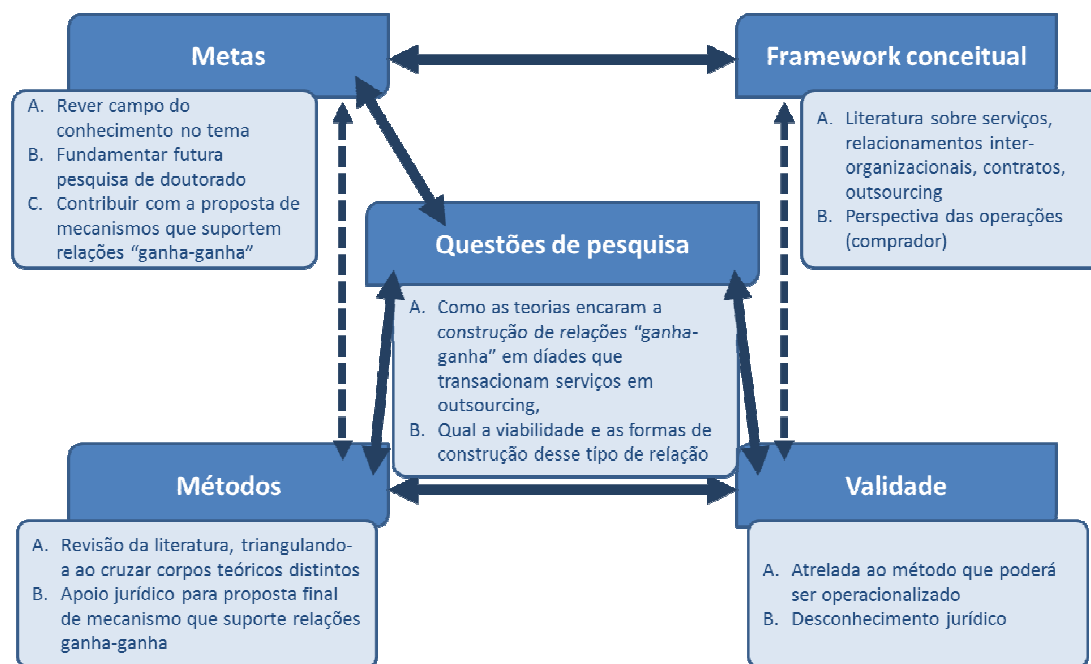 Metas
A. Rever campo do
conhecimento no tema
B. Fundamentar futura
pesquisa de doutorado
C. Contribuir com a proposta de
mecanismos que suportem
relações “ganha-ganha”
Framework conceitual
A. Literatura sobre serviços,
relacionamentos inter-
organizacionais, contratos,
outsourcing
B. Perspectiva das operações
(comprador)
Questões de pesquisa
A. Como as teorias encaram a
construção de relações “ganha-
ganha” em díades que
transacionam serviços em
outsourcing,
B. Qual a viabilidade e as formas de
construção desse tipo de relação
Métodos
A. Revisão da literatura, triangulando-
a ao cruzar corpos teóricos distintos
B. Apoio jurídico para proposta final
de mecanismo que suporte relações
ganha-ganha
Validade
A. Atrelada ao método que poderá
ser operacionalizado
B. Desconhecimento jurídico